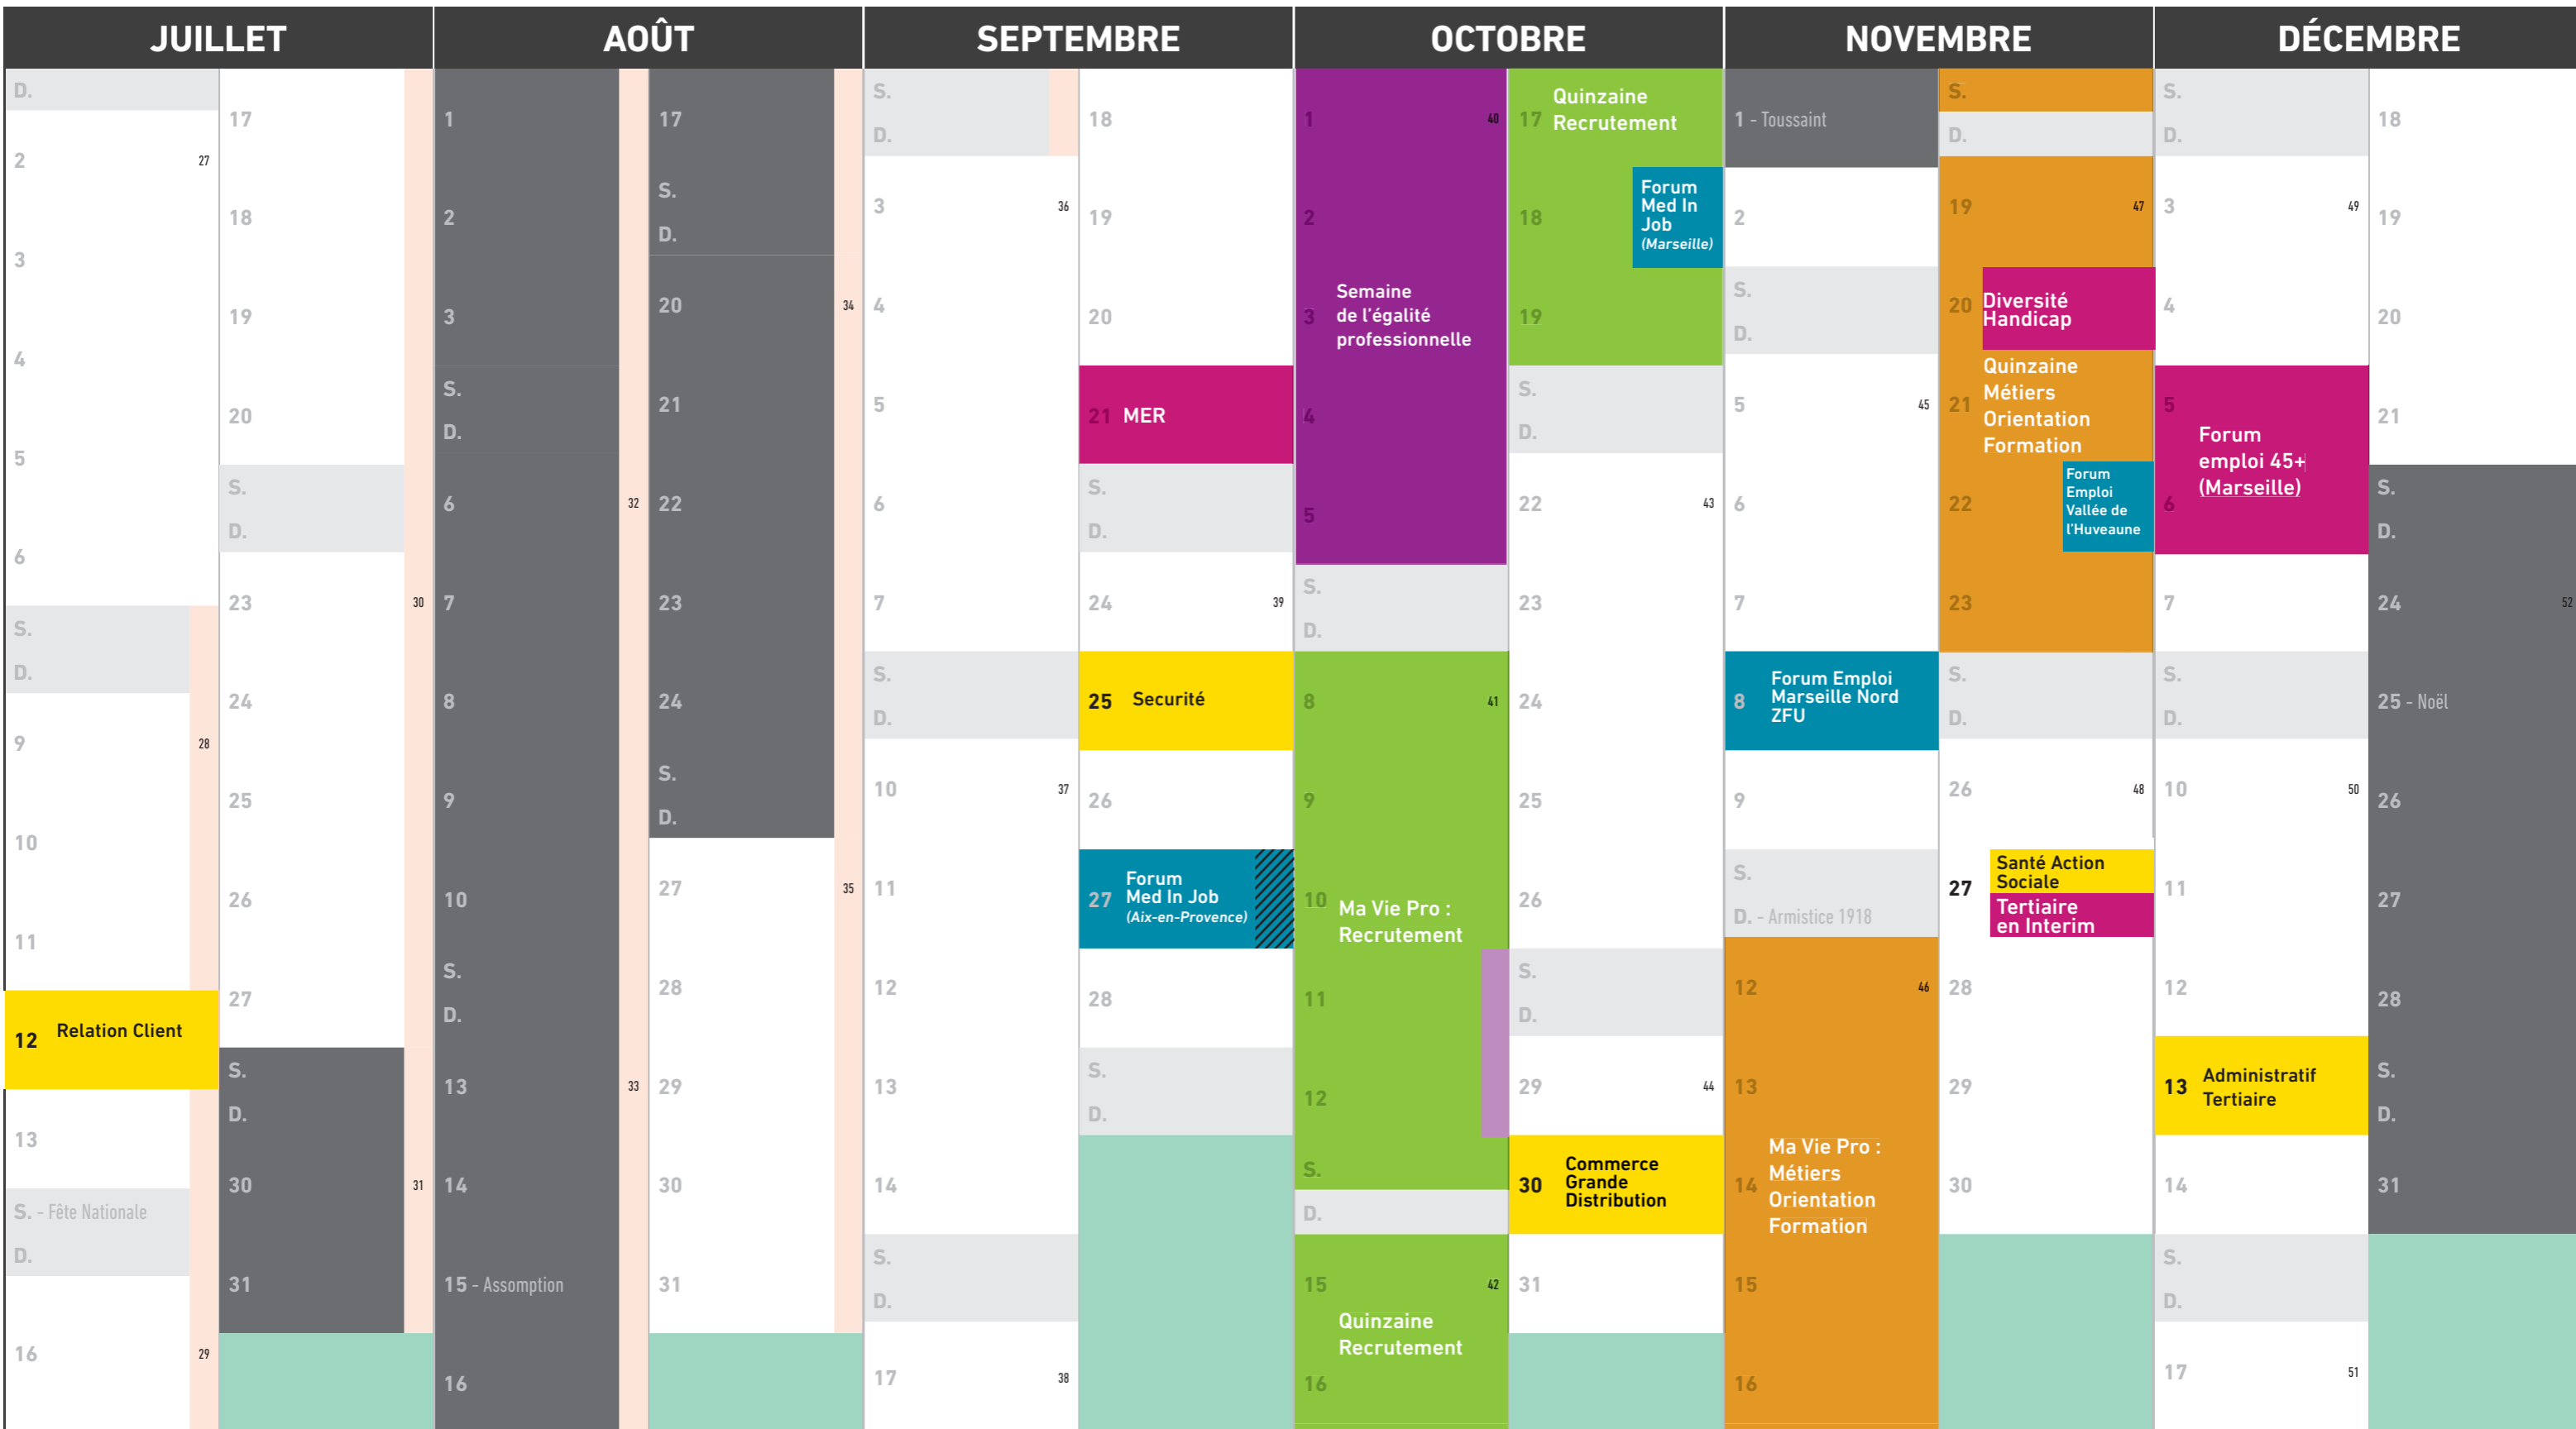 JUILLET
D.
2 27
3
4
5
6
S.
D.
9 28
10
11
12 Relation Client
13
S. - Fête Nationale
D.
16 29
17
18
19
20
S.
D.
23 30
24
25
26
27
S.
D.
30 31
31
AOÛT
1
2
3
S.
D.
6 32
7
8
9
10
S.
D.
13 33
14
15 - Assomption
16
17
S.
D.
20 34
21
22
23
24
S.
D.
27 35
28
29
30
31
SEPTEMBRE
S.
D.
3 36
4
5
6
7
S.
D.
10 37
11
12
13
14
S.
D.
17 38
18
19
20
21 MER
S.
D.
24 39
25 Securité
26
27 Forum
Med In Job
(Aix-en-Provence)
28
S.
D.
OCTOBRE
1 40
2
3 Semaine
de l'égalité
professionnelle
4
5
S.
D.
8 41
9
10 Ma Vie Pro :
Recrutement
11
12
S.
D.
15 42
Quinzaine
Recrutement
16
17 Quinzaine
Recrutement
18 Forum
Med In
Job
(Marseille)
19
S.
D.
22 43
23
24
25
26
S.
D.
29 44
30 Commerce
Grande
Distribution
31
NOVEMBRE
1 - Toussaint
2
S.
D.
5 45
6
7
8 Forum Emploi
Marseille Nord
ZFU
9
S.
D. - Armistice 1918
12 46
13
14 Ma Vie Pro :
Métiers
Orientation
Formation
15
16
S.
D.
19 47
20 Diversité
Handicap
21 Quinzaine
Métiers
Orientation
Formation
22 Forum
Emploi
Vallée de
l'Huveaune
23
S.
D.
26 48
27 Santé Action
Sociale
Tertiaire
en Interim
28
29
30
DÉCEMBRE
S.
D.
3 49
4
5
Forum
emploi 45+
(Marseille)
6
7
S.
D.
10 50
11
12
13 Administratif
Tertiaire
14
S.
D.
17 51
18
19
20
21
S.
D.
24 52
25 - Noël
26
27
28
S.
D.
31